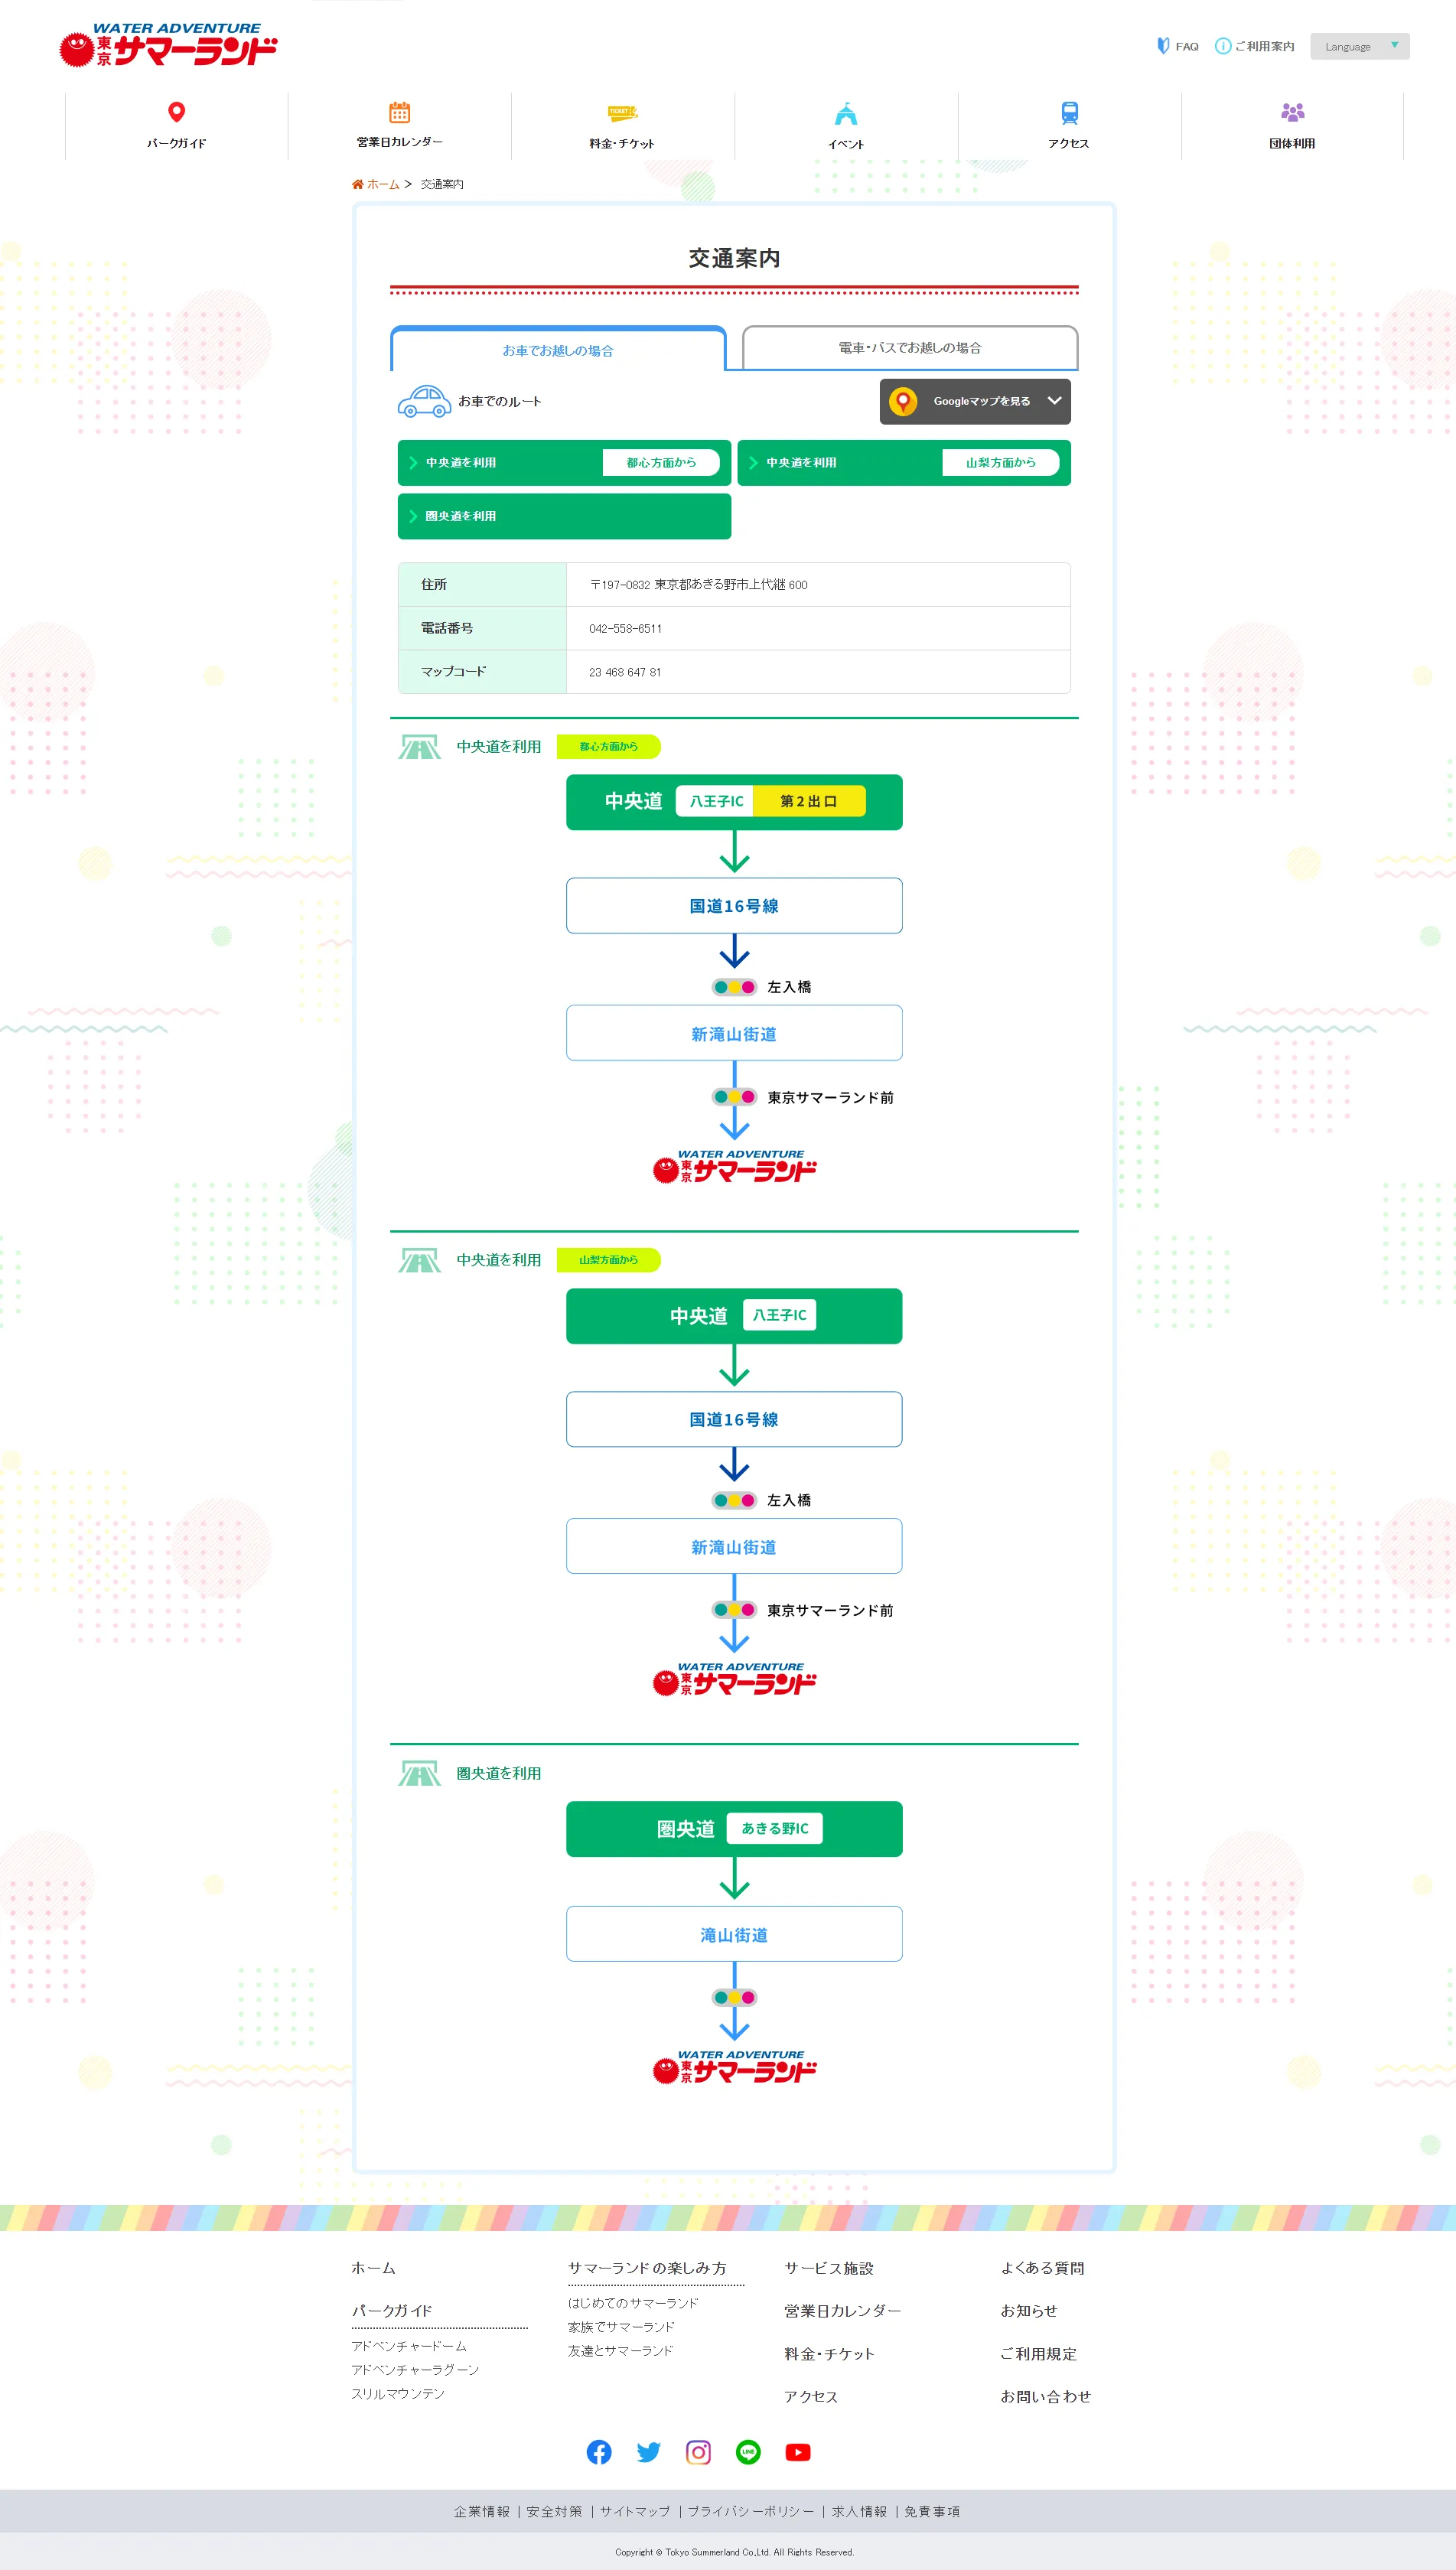 WATER ADVENTURE
東京サマーランド
FAQ
ご利用案内
Language
パークガイド
営業日カレンダー
TICKET
料金・チケット
イベント
アクセス
団体利用
ホーム > 交通案内
交通案内
お車でお越しの場合
電車・バスでお越しの場合
お車でのルート
Googleマップを見る
中央道を利用 都心方面から
中央道を利用 山梨方面から
圏央道を利用
住所 〒197-0832 東京都あきる野市上代継 600
電話番号 042-558-6511
マップコード 23 468 647 81
中央道を利用 都心方面から
中央道 八王子IC 第2出口
国道16号線
左入橋
新滝山街道
東京サマーランド前
WATER ADVENTURE
東京サマーランド
中央道を利用 山梨方面から
中央道 八王子IC
国道16号線
左入橋
新滝山街道
東京サマーランド前
WATER ADVENTURE
東京サマーランド
圏央道を利用
圏央道 あきる野IC
滝山街道
WATER ADVENTURE
東京サマーランド
ホーム
パークガイド
アドベンチャードーム
アドベンチャーラグーン
スリルマウンテン
サマーランドの楽しみ方
はじめてのサマーランド
家族でサマーランド
友達とサマーランド
サービス施設
営業日カレンダー
料金・チケット
アクセス
よくある質問
お知らせ
ご利用規定
お問い合わせ
LINE
企業情報 | 安全対策 | サイトマップ | プライバシーポリシー | 求人情報 | 免責事項
Copyright © Tokyo Summerland Co.,Ltd. All Rights Reserved.